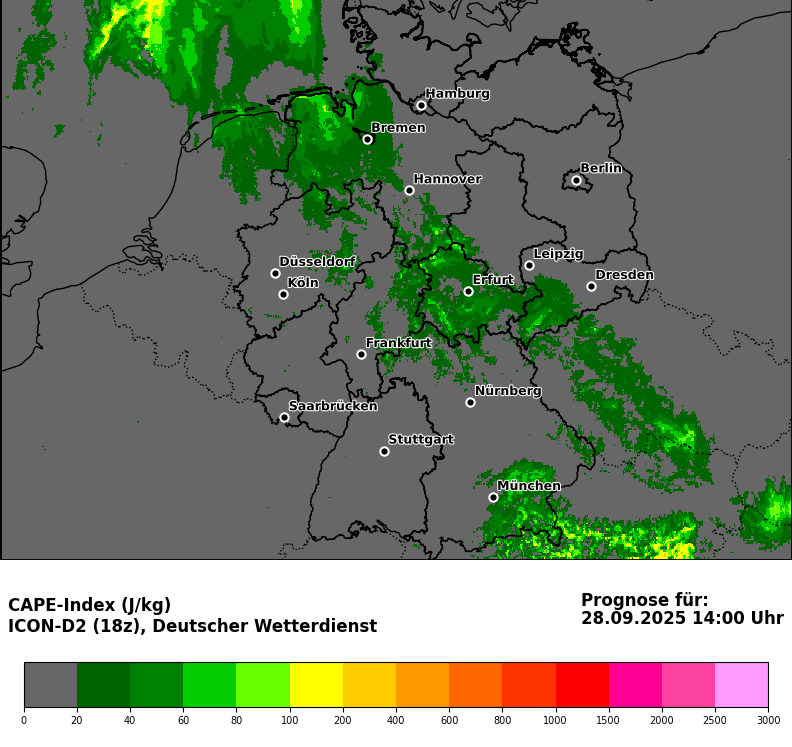 Hamburg
Bremen
Berlin
Hannover
Leipzig
Düsseldorf
Dresden
Köln
Erfurt
Frankfurt
Nürnberg
Saarbrücken
Stuttgart
München
CAPE-Index (J/kg)
ICON-D2 (18z), Deutscher Wetterdienst
Prognose für:
28.09.2025 14:00 Uhr
0 20 40 60 80 100 200 400 600 800 1000 1500 2000 2500 3000